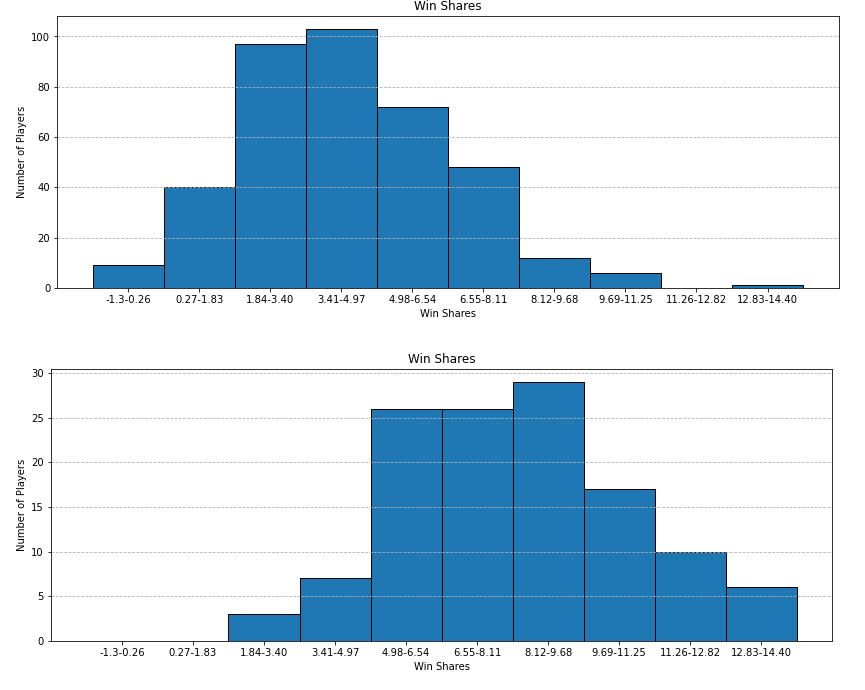 Win Shares
100
80
60
40
20
0
Number of Players
-1.3-0.26 0.27-1.83 1.84-3.40 3.41-4.97 4.98-6.54 6.55-8.11 8.12-9.68 9.69-11.25 11.26-12.82 12.83-14.40
Win Shares
Win Shares
30
25
20
15
10
5
0
Number of Players
-1.3-0.26 0.27-1.83 1.84-3.40 3.41-4.97 4.98-6.54 6.55-8.11 8.12-9.68 9.69-11.25 11.26-12.82 12.83-14.40
Win Shares